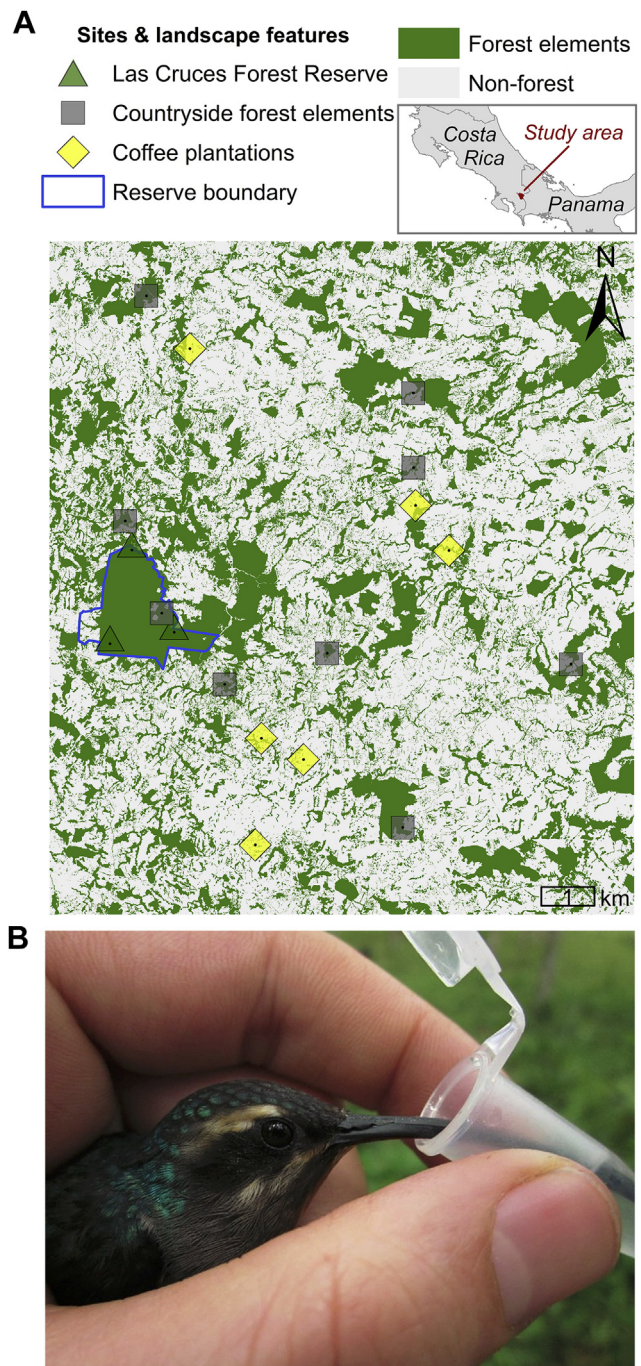 A
Sites & landscape features
Las Cruces Forest Reserve
Countryside forest elements
Coffee plantations
Reserve boundary
Forest elements
Non-forest
Costa
Rica
Study area
Panama
N
1 km
B